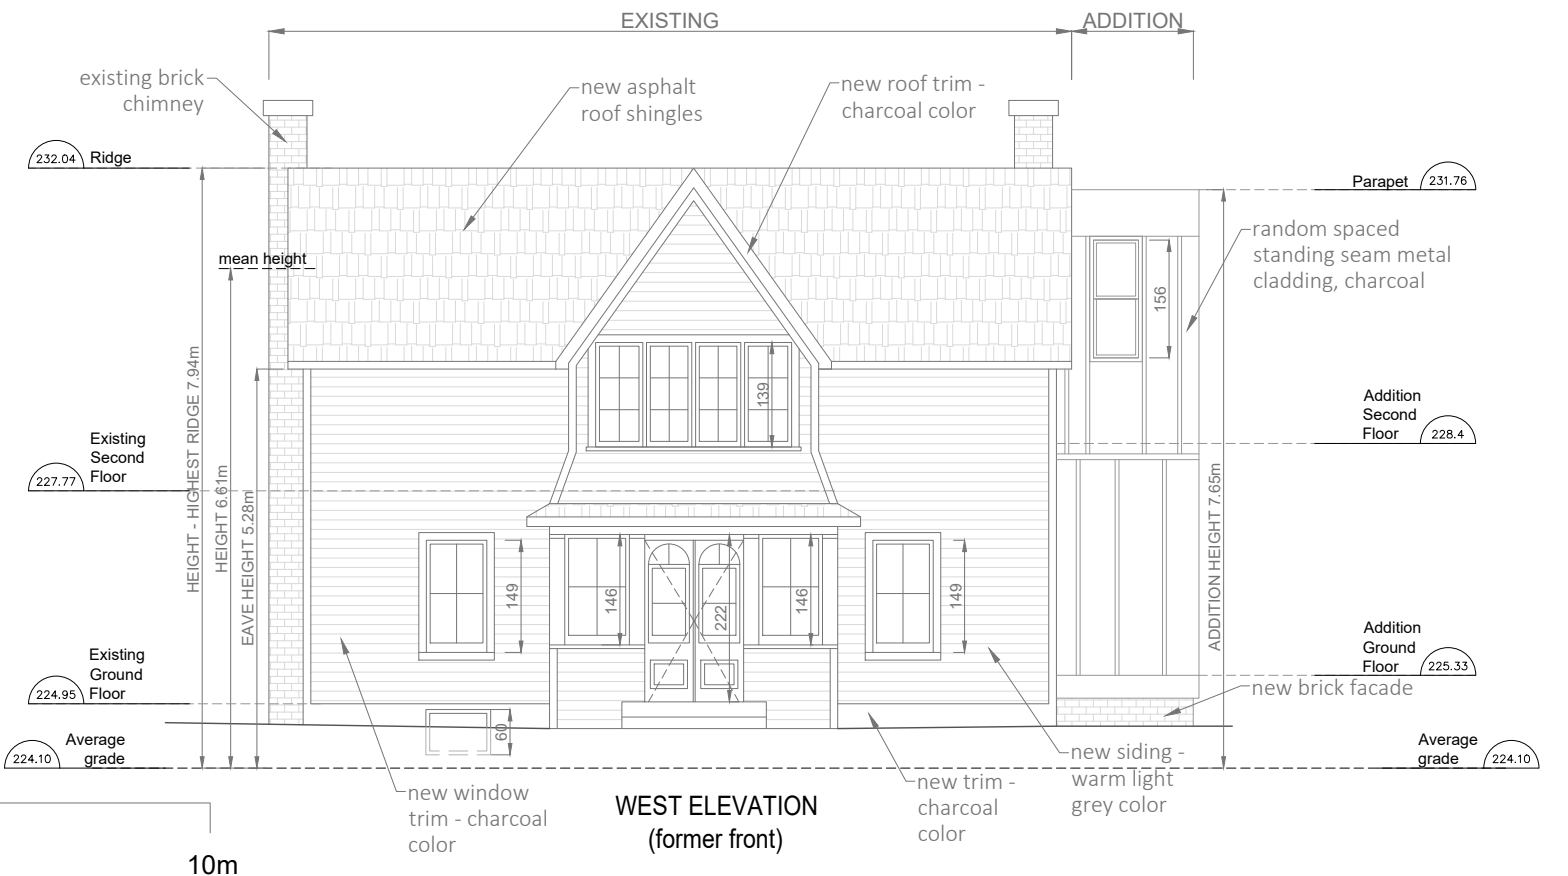 EXISTING
ADDITION
existing brick
chimney
new asphalt
roof shingles
new roof trim -
charcoal color
232.04
Ridge
Parapet
231.76
random spaced
standing seam metal
cladding, charcoal
mean height
156
139
HEIGHT - HIGHEST RIDGE 7.94m
HEIGHT 6.61m
EAVE HEIGHT 5.28m
ADDITION HEIGHT 7.65m
Existing
Second
Floor
227.77
Addition
Second
Floor
228.4
149
146
222
146
149
Existing
Ground
Floor
224.95
Addition
Ground
Floor
225.33
new brick facade
60
Average
grade
224.10
Average
grade
224.10
new window
trim - charcoal
color
new trim -
charcoal
color
new siding -
warm light
grey color
WEST ELEVATION
(former front)
10m